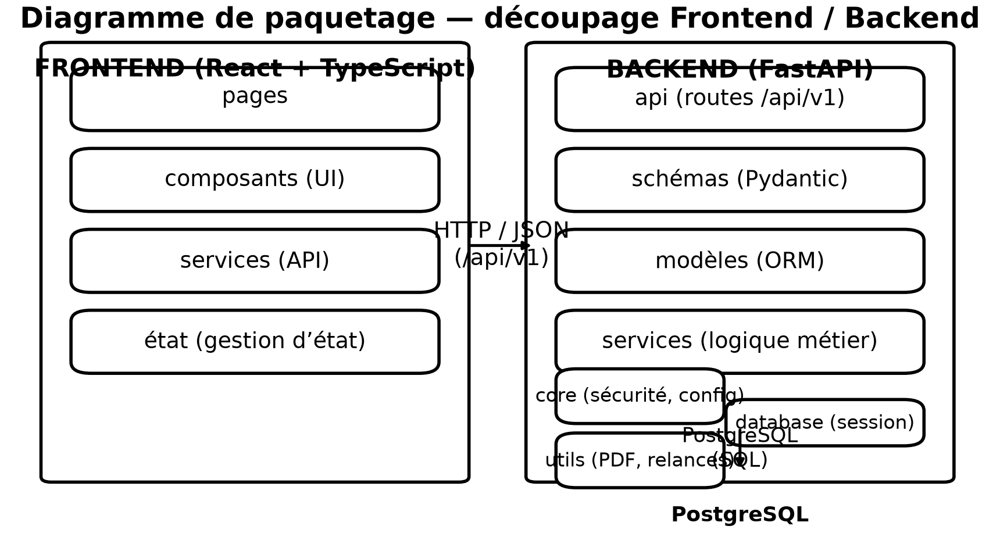 Diagramme de paquetage — découpage Frontend / Backend
FRONTEND (React + TypeScript)
pages
composants (UI)
services (API)
état (gestion d’état)
HTTP / JSON
(/api/v1)
BACKEND (FastAPI)
api (routes /api/v1)
schémas (Pydantic)
modèles (ORM)
services (logique métier)
core (sécurité, config)
database (session)
PostgreSQL
(SQL)
utils (PDF, relances)
PostgreSQL